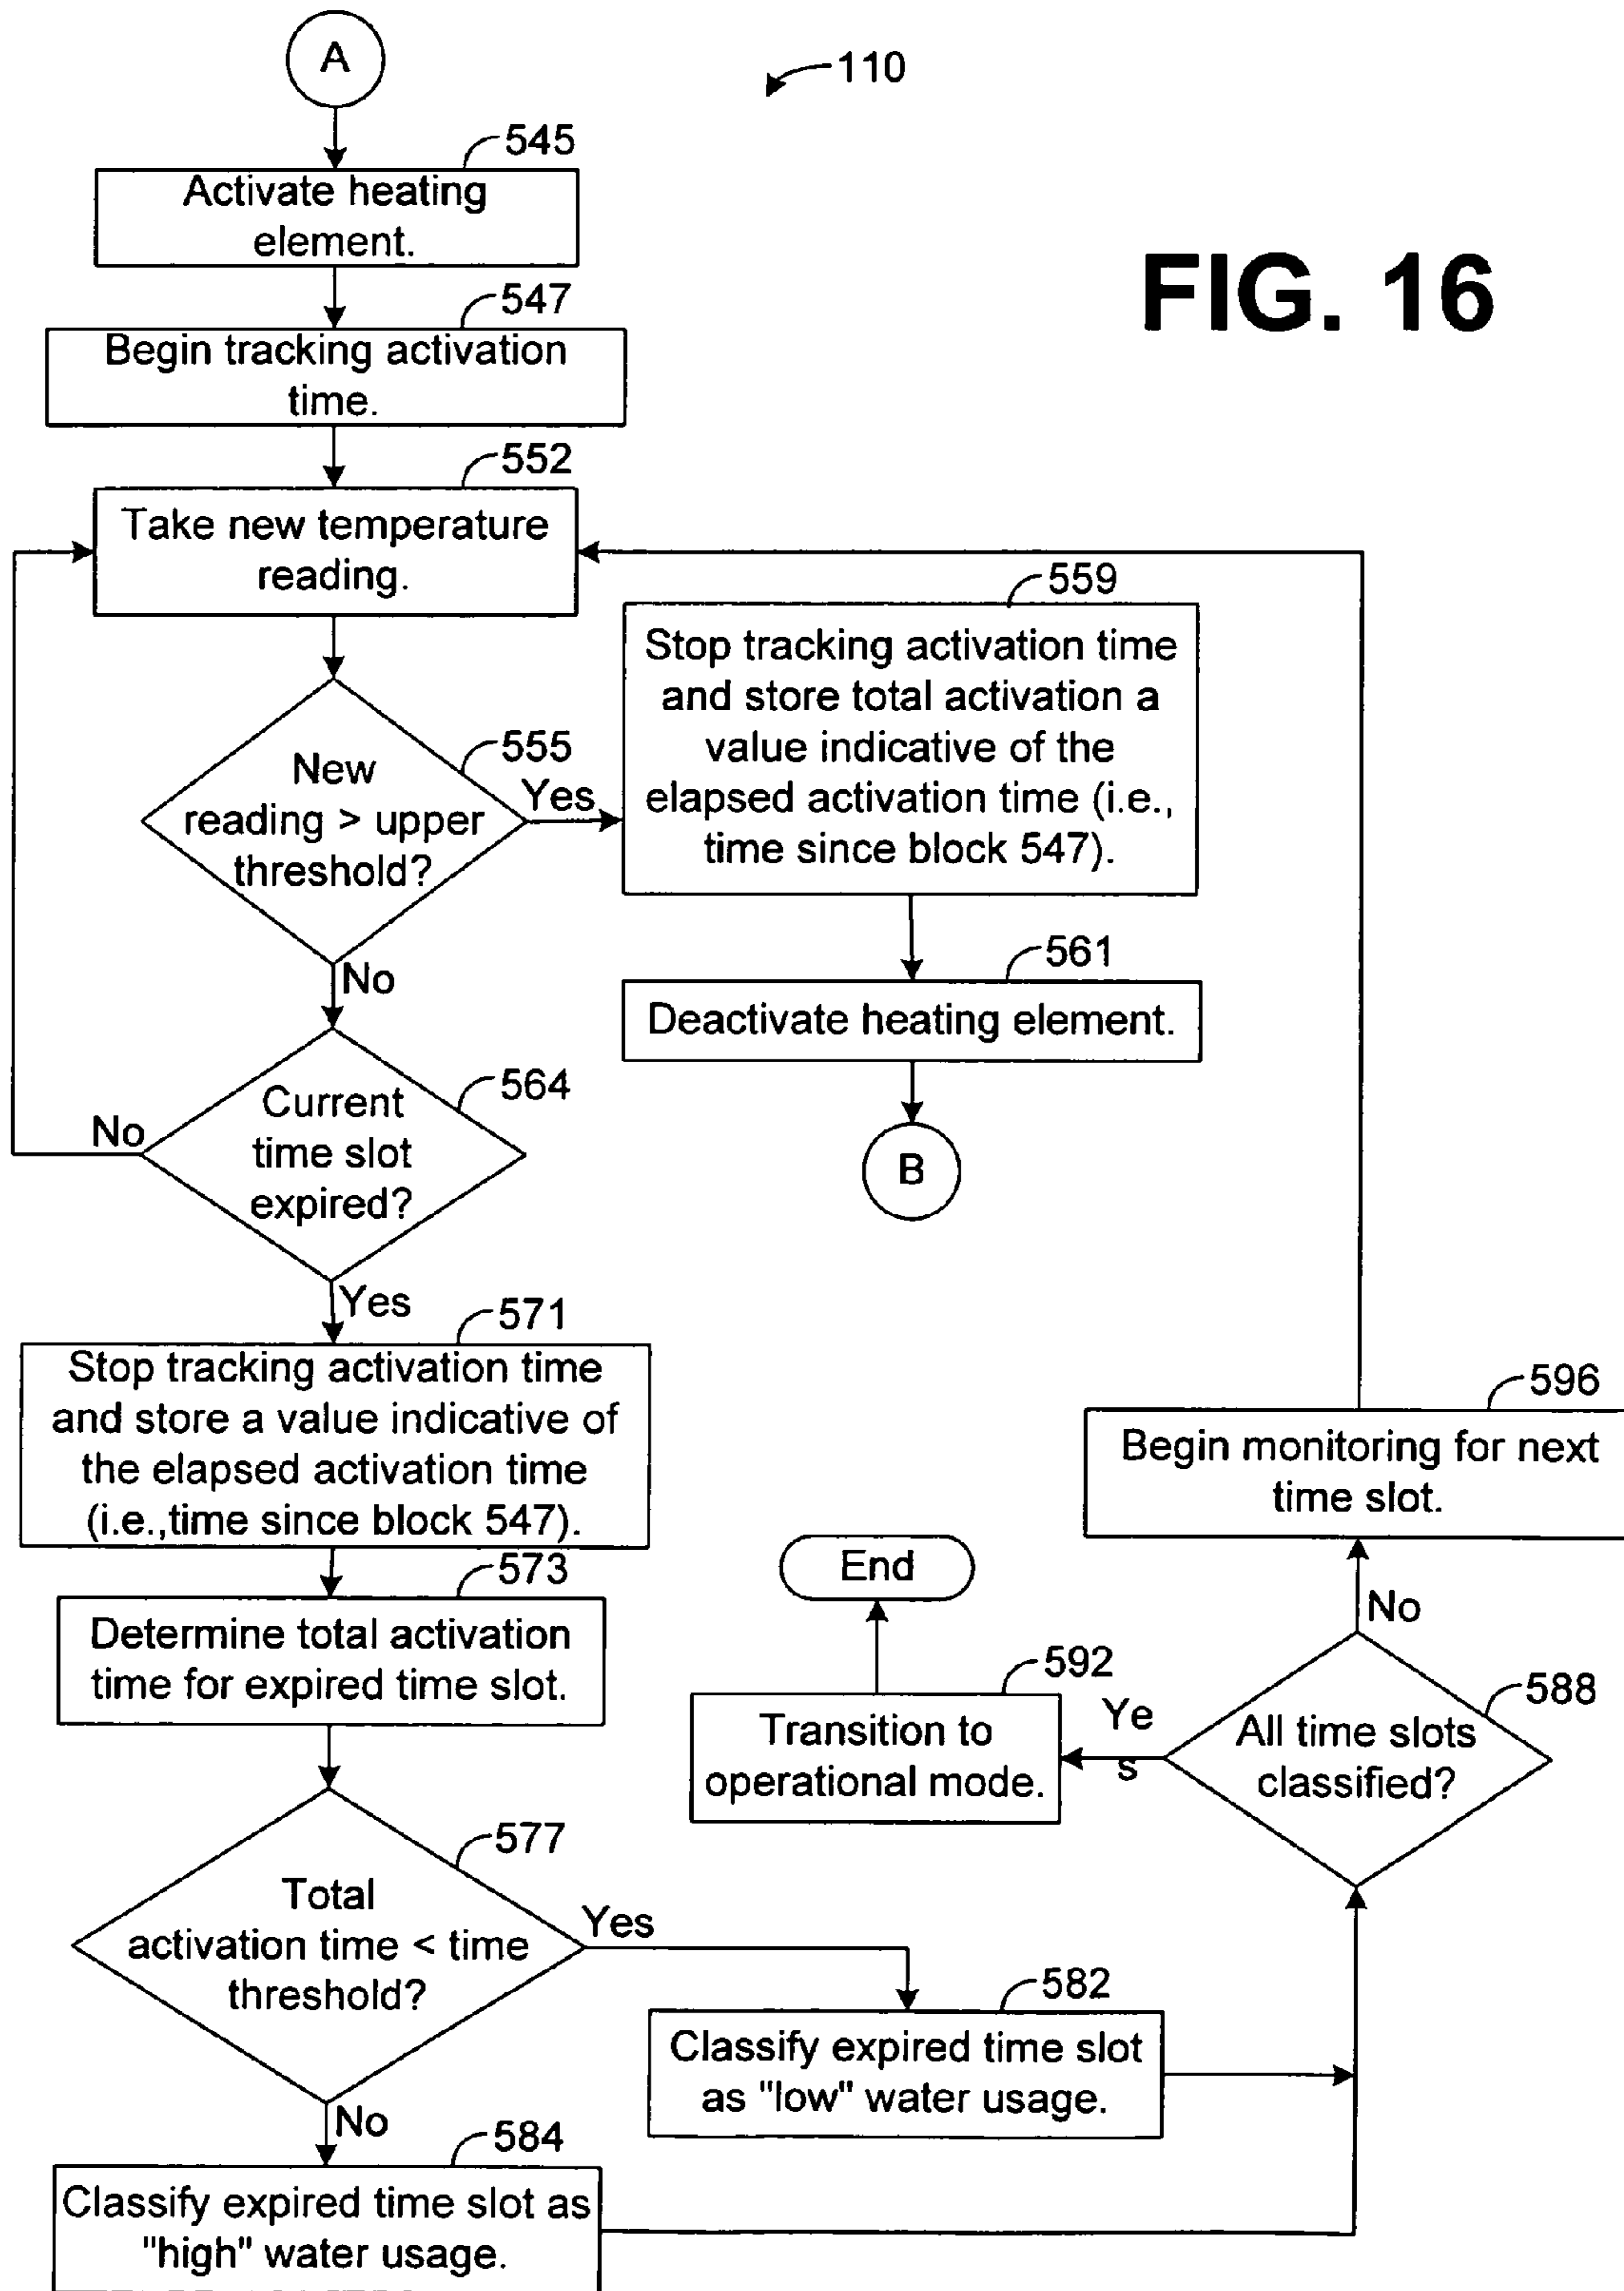 A
110
545
Activate heating
element.
FIG. 16
547
Begin tracking activation
time.
552
Take new temperature
reading.
559
Stop tracking activation time
and store total activation a
value indicative of the
elapsed activation time (i.e.,
time since block 547).
555
New
reading > upper
threshold?
Yes
No
561
Deactivate heating element.
B
564
Current
time slot
expired?
No
Yes
571
Stop tracking activation time
and store a value indicative of
the elapsed activation time
(i.e.,time since block 547).
573
Determine total activation
time for expired time slot.
577
Total
activation time < time
threshold?
Yes
No
582
Classify expired time slot
as "low" water usage.
584
Classify expired time slot as
"high" water usage.
588
All time slots
classified?
Ye
s
No
592
Transition to
operational mode.
End
596
Begin monitoring for next
time slot.